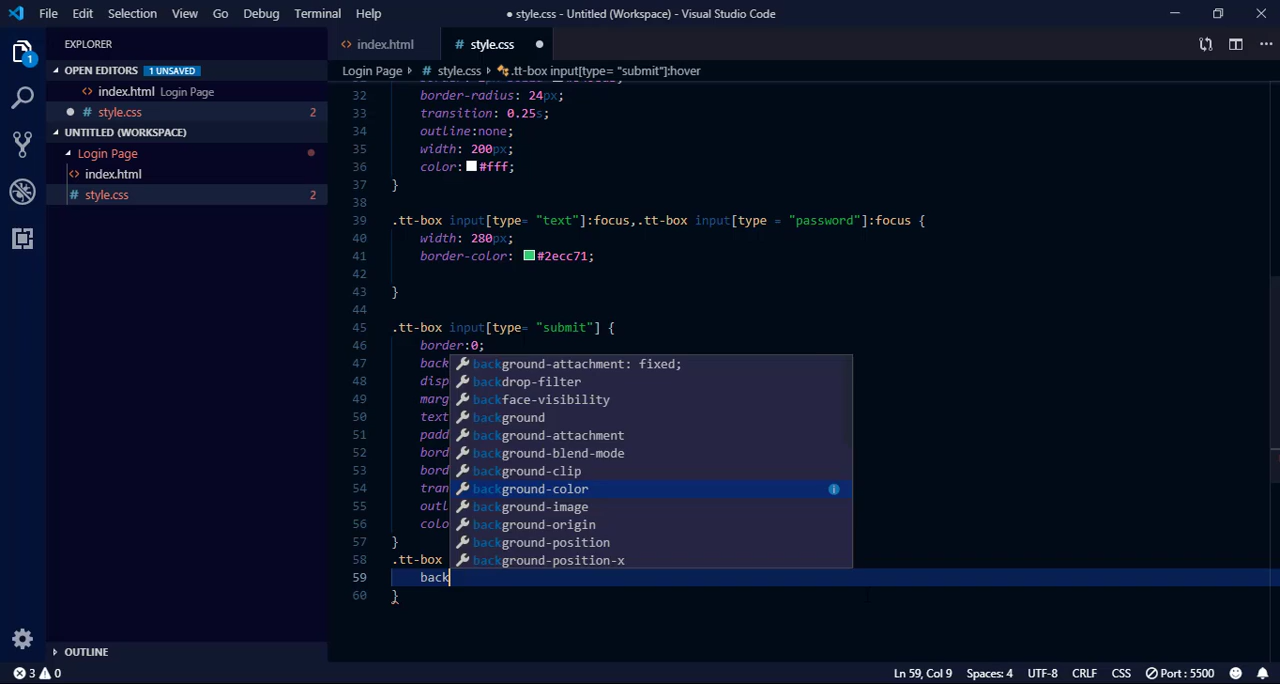 File Edit Selection View Go Debug Terminal Help
● style.css - Untitled (Workspace) - Visual Studio Code
EXPLORER
OPEN EDITORS 1 UNSAVED
<> index.html Login Page
● # style.css 2
UNTITLED (WORKSPACE)
Login Page
<> index.html
# style.css 2
OUTLINE
1
<> index.html # style.css ●
Login Page # style.css .tt-box input[type= "submit"]:hover
32 border-radius: 24px;
33 transition: 0.25s;
34 outline:none;
35 width: 200px;
36 color: #fff;
37 }
38
39 .tt-box input[type= "text"]:focus,.tt-box input[type = "password"]:focus {
40 width: 280px;
41 border-color: #2ecc71;
42
43 }
44
45 .tt-box input[type= "submit"] {
46 border:0;
47 back
48 disp
49 marg
50 text
51 padd
52 bord
53 bord
54 tran
55 outl
56 colo
57 }
58 .tt-box
59 back
60 }
background-attachment: fixed;
backdrop-filter
backface-visibility
background
background-attachment
background-blend-mode
background-clip
background-color
background-image
background-origin
background-position
background-position-x
3 0
Ln 59, Col 9 Spaces: 4 UTF-8 CRLF CSS Port : 5500